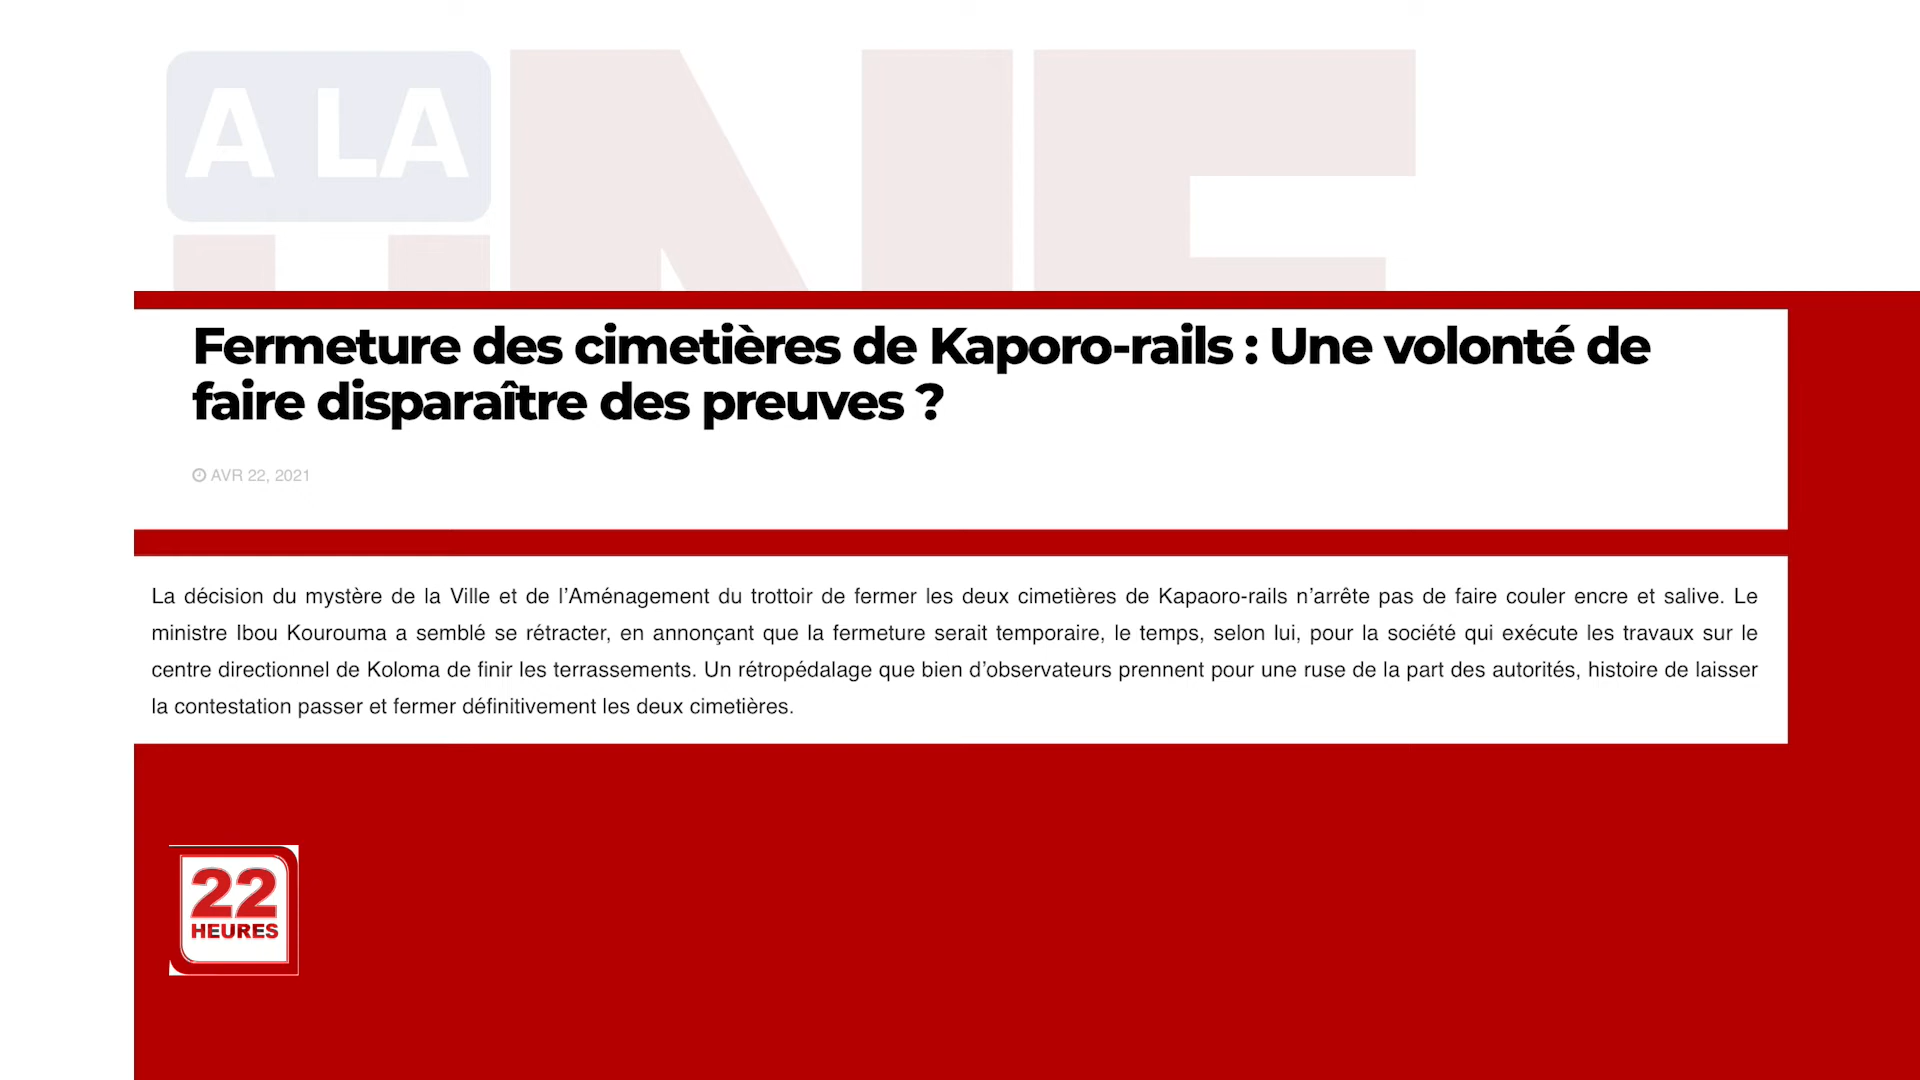 A LA
UNE
Fermeture des cimetières de Kaporo-rails : Une volonté de
faire disparaître des preuves ?
AVR 22, 2021
La décision du mystère de la Ville et de l’Aménagement du trottoir de fermer les deux cimetières de Kapaoro-rails n’arrête pas de faire couler encre et salive. Le
ministre Ibou Kourouma a semblé se rétracter, en annonçant que la fermeture serait temporaire, le temps, selon lui, pour la société qui exécute les travaux sur le
centre directionnel de Koloma de finir les terrassements. Un rétropédalage que bien d’observateurs prennent pour une ruse de la part des autorités, histoire de laisser
la contestation passer et fermer définitivement les deux cimetières.
22
HEURES